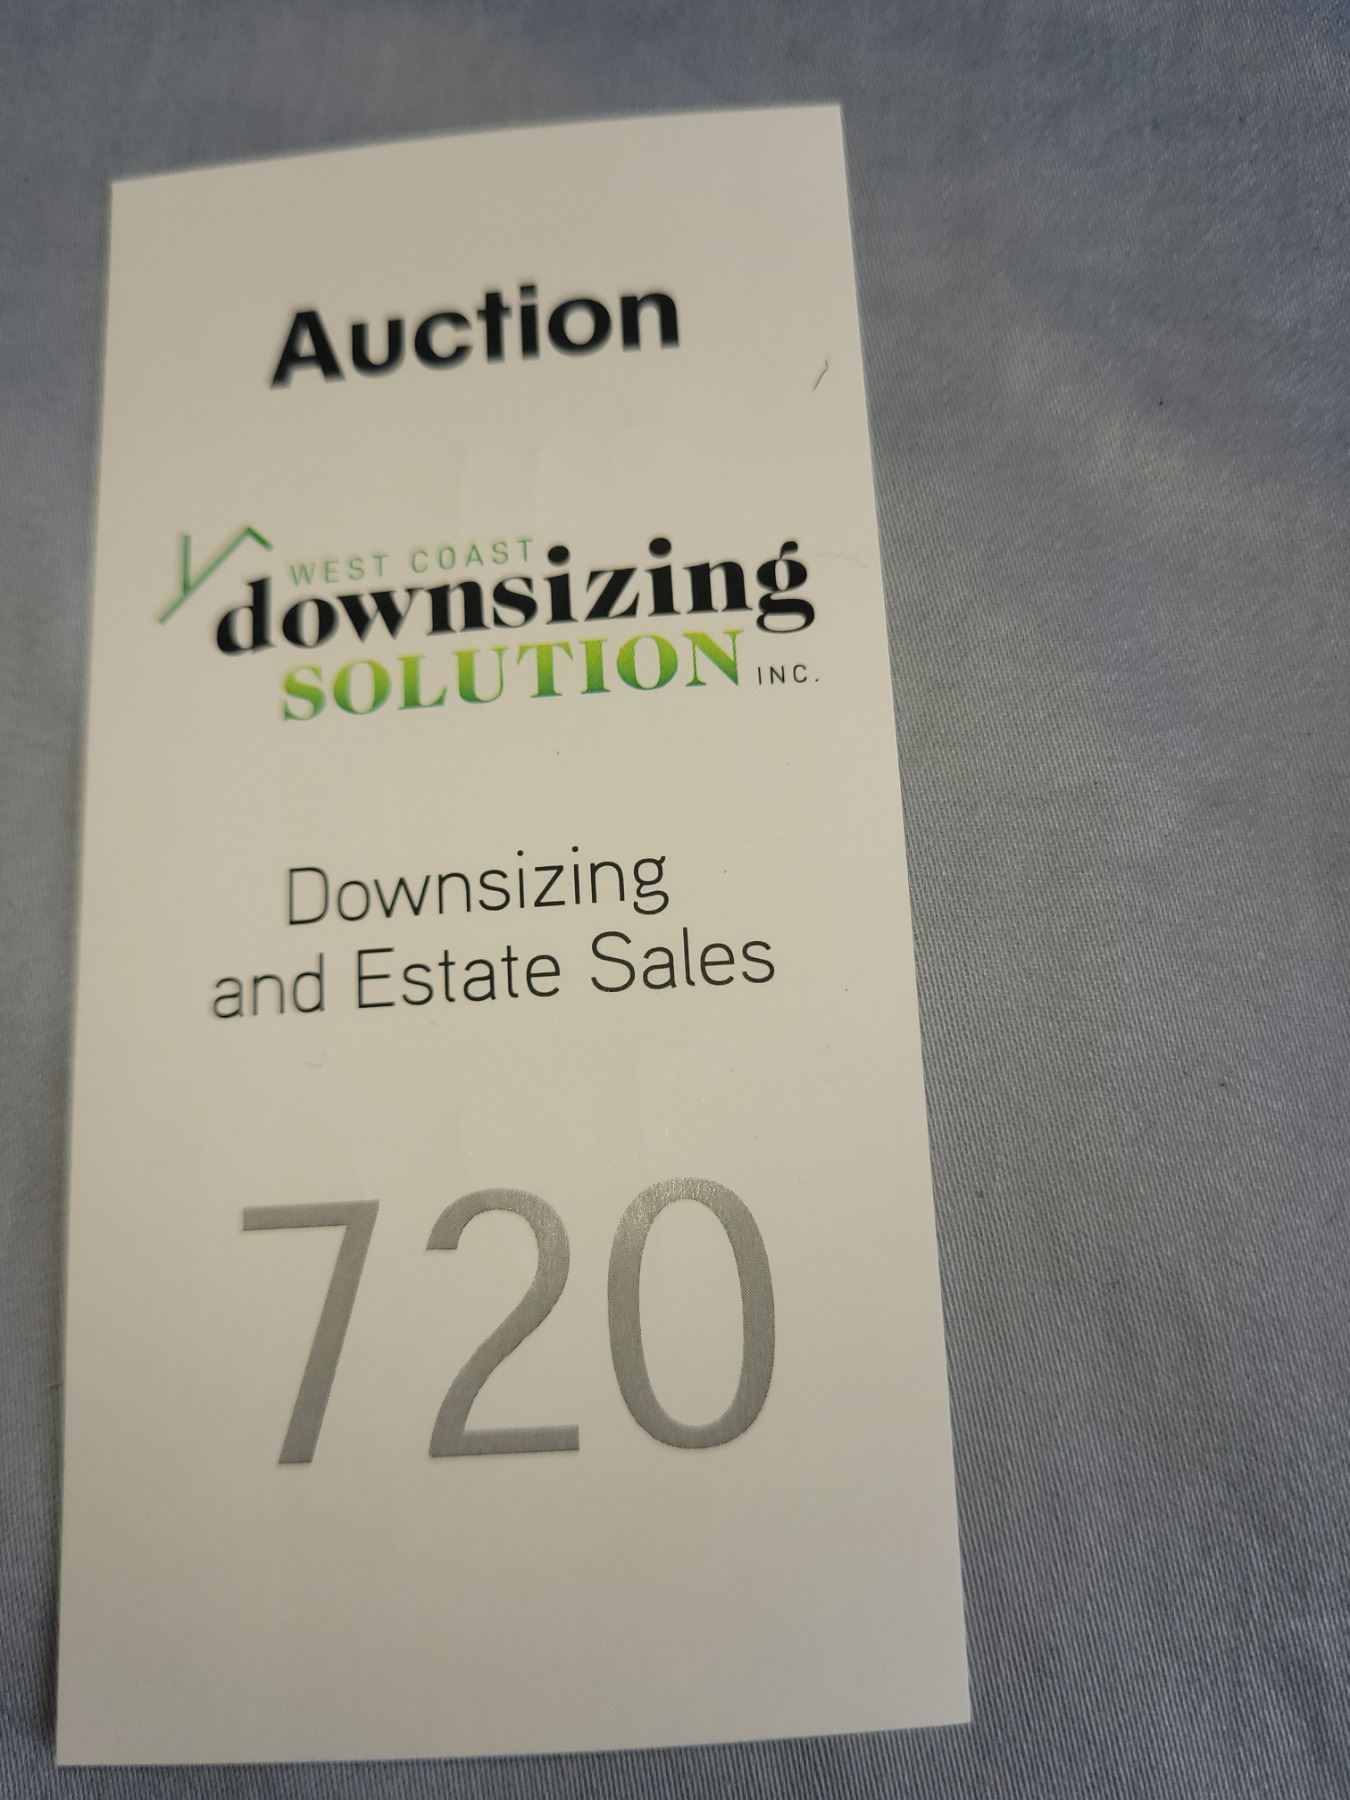 Auction
WEST COAST
downsizing
SOLUTION INC.
Downsizing
and Estate Sales
720